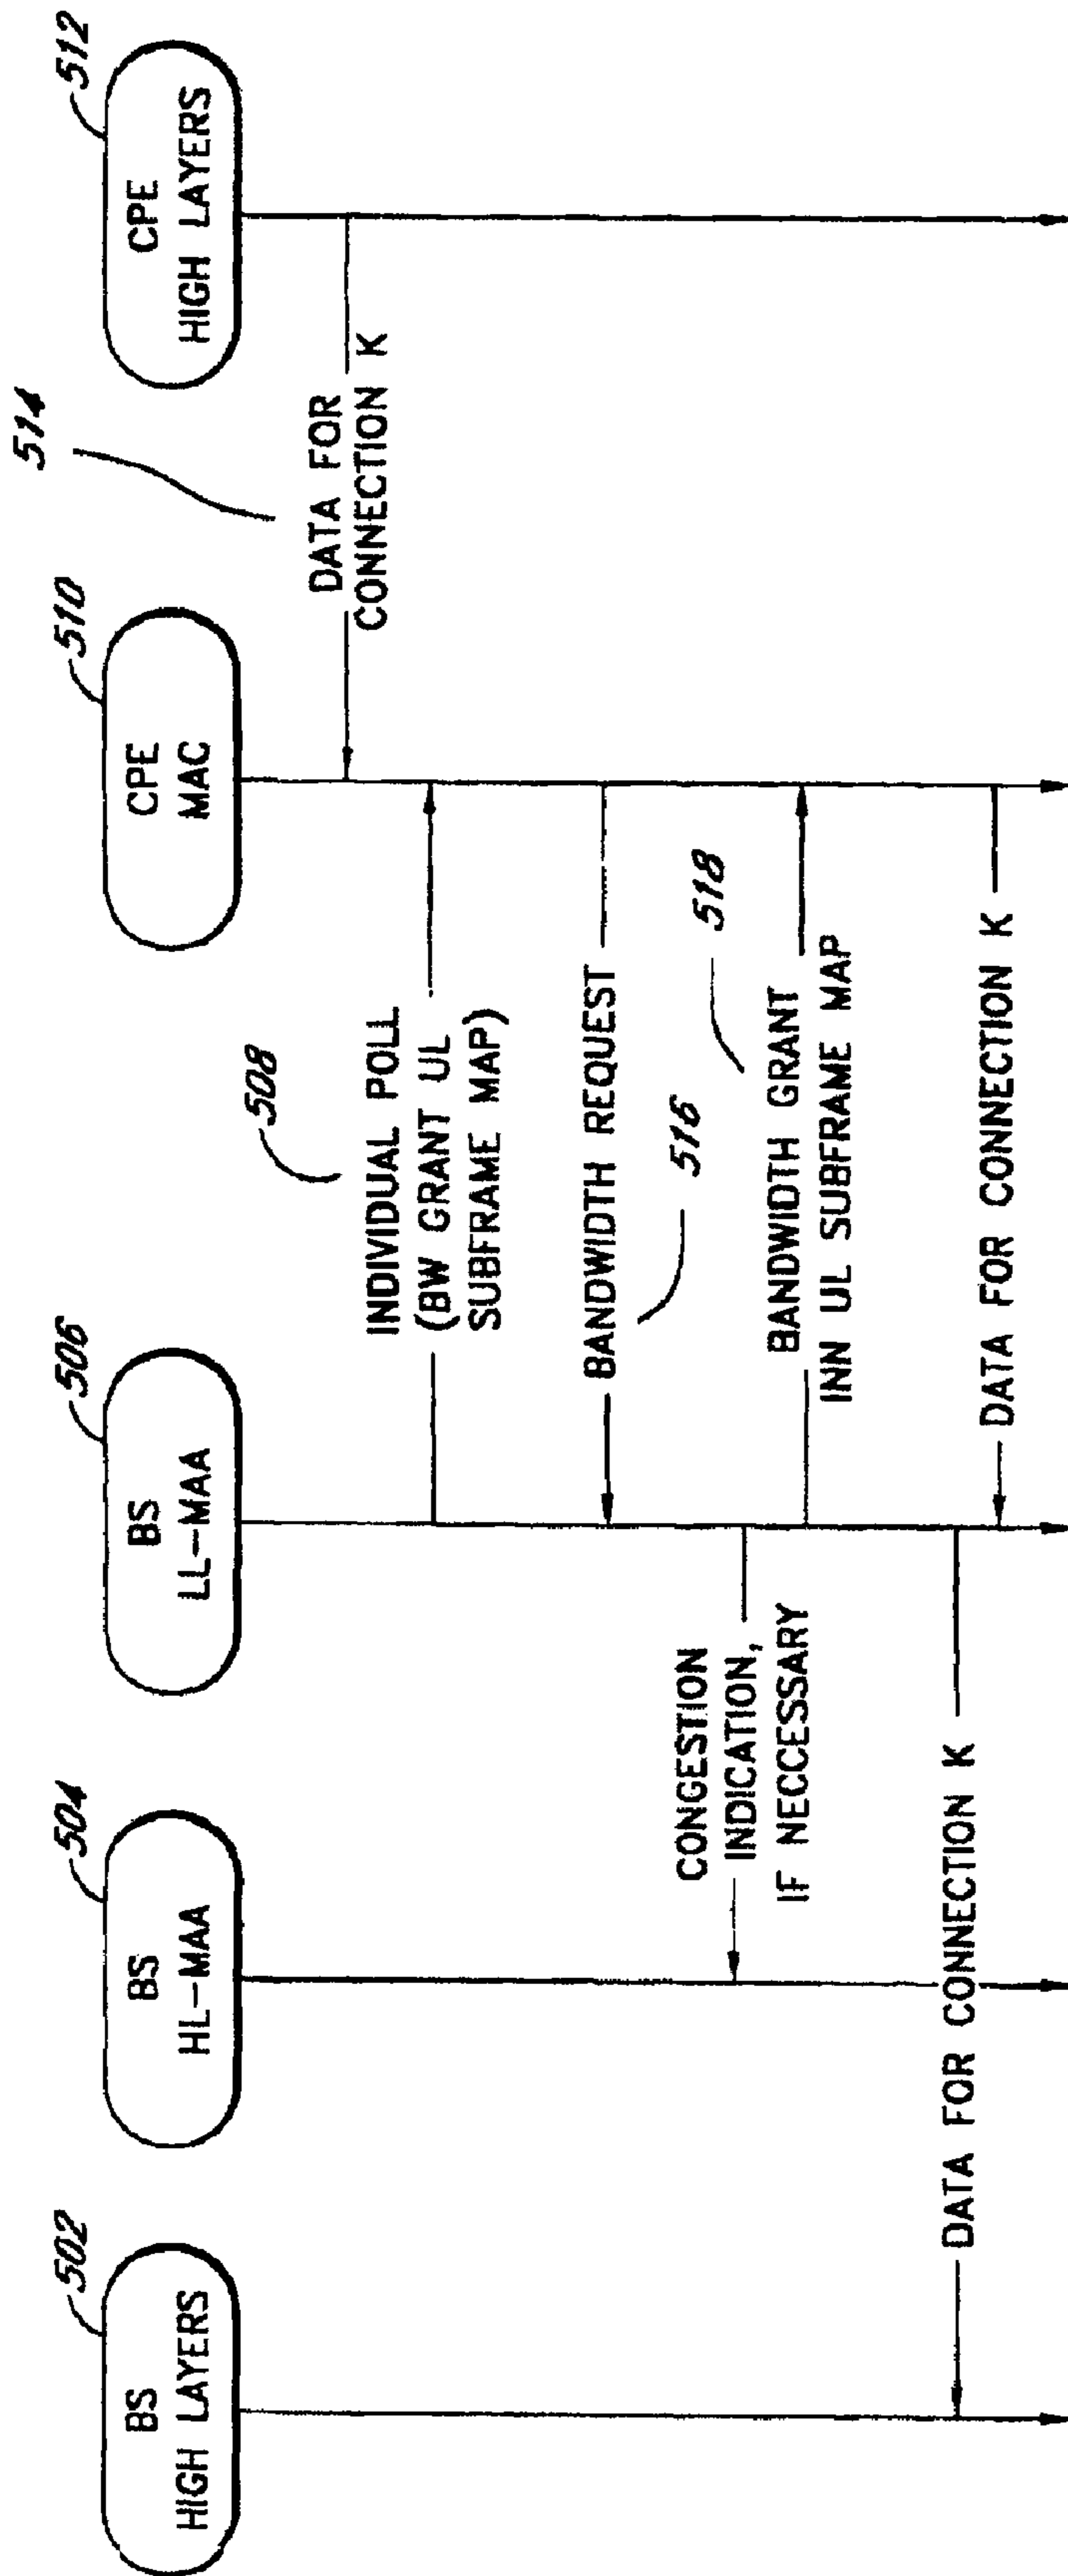 502
BS
HIGH LAYERS
504
BS
HL-MAA
506
BS
LL-MAA
510
CPE
MAC
512
CPE
HIGH LAYERS
514
DATA FOR
CONNECTION K
508
INDIVIDUAL POLL
(BW GRANT UL
SUBFRAME MAP)
BANDWIDTH REQUEST
516
CONGESTION
INDICATION,
IF NECCESSARY
518
BANDWIDTH GRANT
INN UL SUBFRAME MAP
DATA FOR CONNECTION K
DATA FOR CONNECTION K